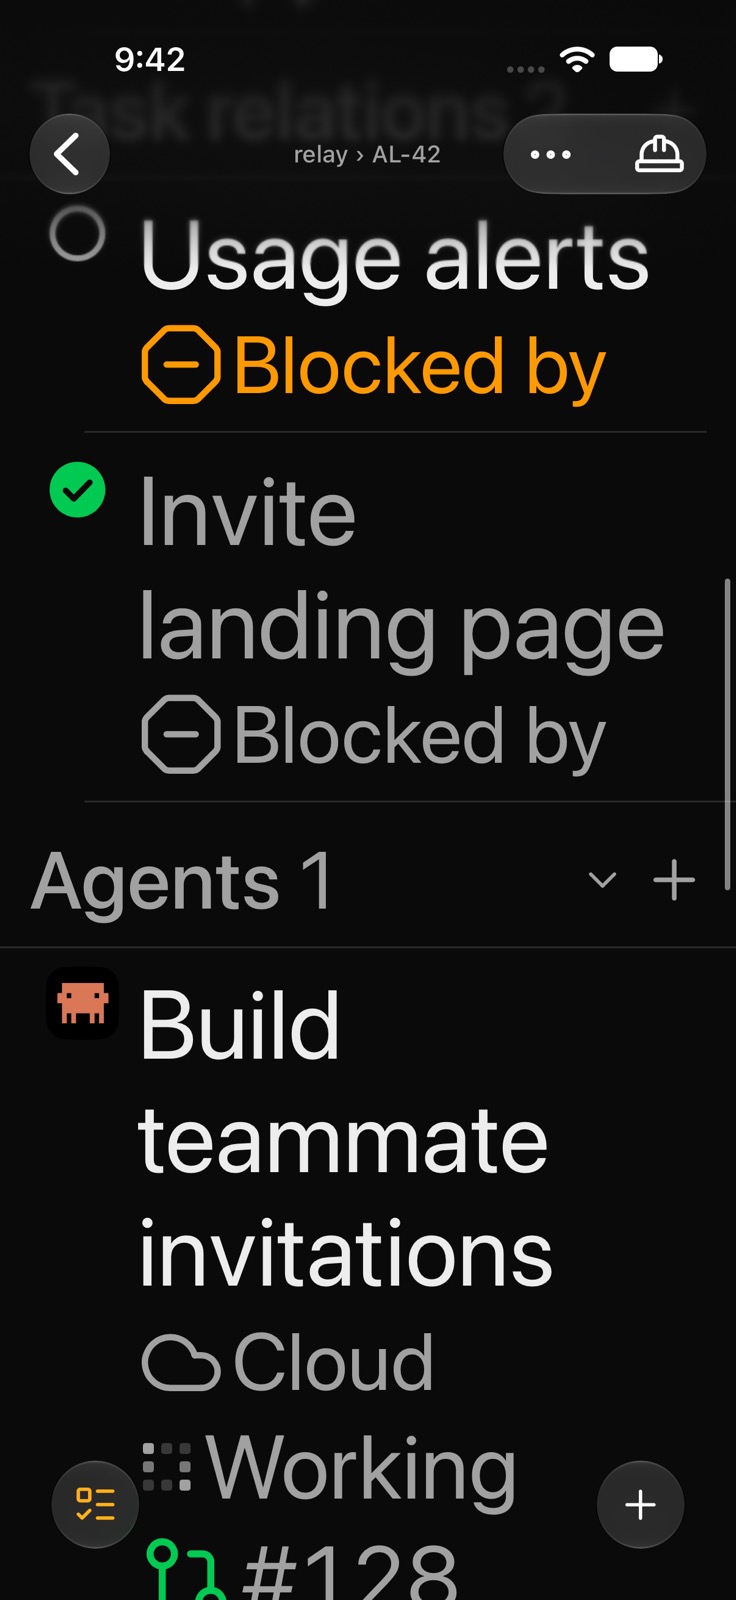 9:42
Task relations 2
relay › AL-42
Usage alerts
Blocked by
Invite
landing page
Blocked by
Agents 1
Build
teammate
invitations
Cloud
Working
#128